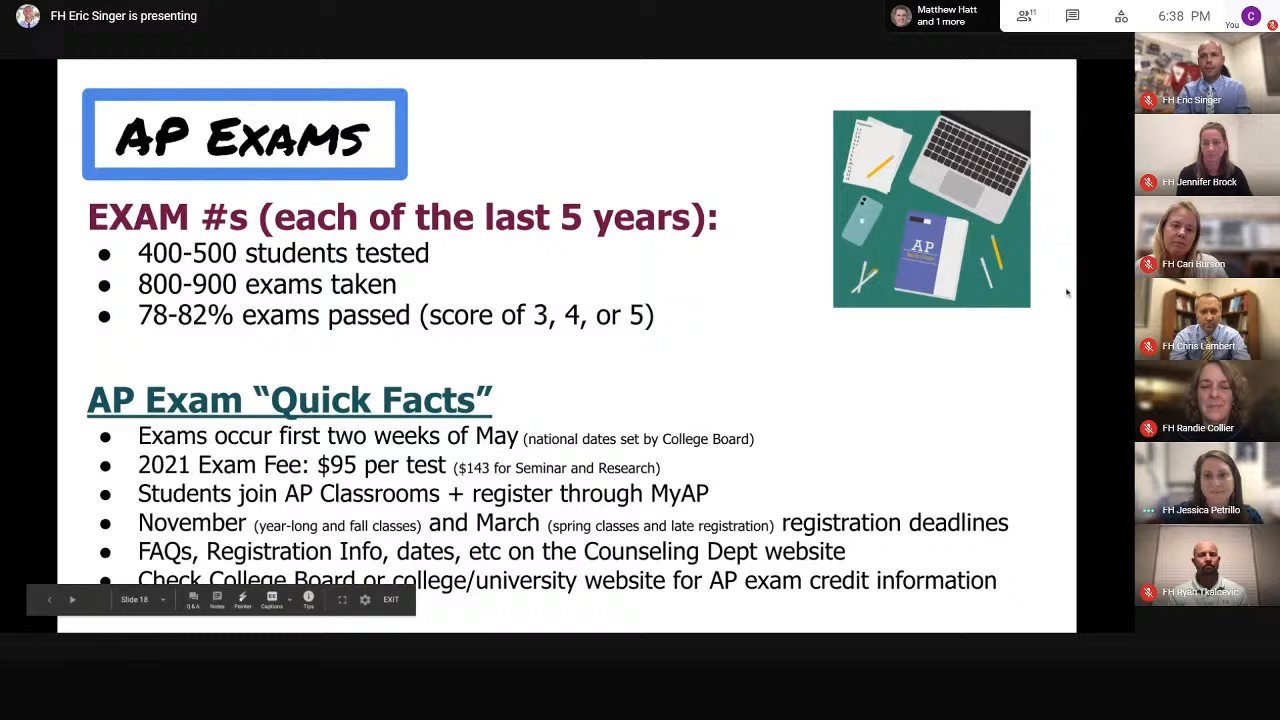 FH Eric Singer is presenting
Matthew Hatt
and 1 more
11
6:38 PM
C
You
AP EXAMS
EXAM #s (each of the last 5 years):
● 400-500 students tested
● 800-900 exams taken
● 78-82% exams passed (score of 3, 4, or 5)
AP
AP Exam “Quick Facts”
● Exams occur first two weeks of May (national dates set by College Board)
● 2021 Exam Fee: $95 per test ($143 for Seminar and Research)
● Students join AP Classrooms + register through MyAP
● November (year-long and fall classes) and March (spring classes and late registration) registration deadlines
● FAQs, Registration Info, dates, etc on the Counseling Dept website
● Check College Board or college/university website for AP exam credit information
Slide 18
Q & A
Notes
Pointer
Captions
Tips
EXIT
FH Eric Singer
FH Jennifer Brock
FH Cari Burson
FH Chris Lambert
FH Randie Collier
FH Jessica Petrillo
FH Ryan Tkalcevic